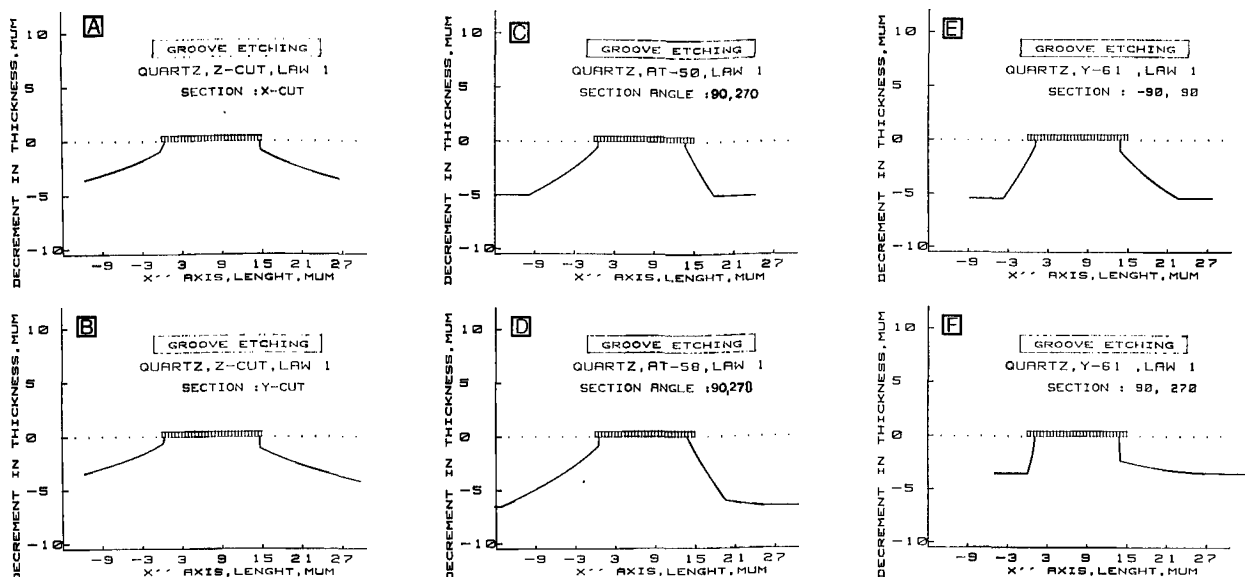 A
GROOVE ETCHING
QUARTZ,Z-CUT,LAW 1
SECTION :X-CUT
DECREMENT IN THICKNESS,MUM
10
5
0
-5
-10
-9 -3 3 9 15 21 27
X'' AXIS,LENGHT,MUM
C
GROOVE ETCHING
QUARTZ,AT-50,LAW 1
SECTION ANGLE :90,270
DECREMENT IN THICKNESS,MUM
10
5
0
-5
-10
-9 -3 3 9 15 21 27
X'' AXIS,LENGHT,MUM
E
GROOVE ETCHING
QUARTZ,Y-61 ,LAW 1
SECTION : -90, 90
DECREMENT IN THICKNESS,MUM
10
5
0
-5
-10
-9 -3 3 9 15 21 27
X'' AXIS,LENGHT,MUM
B
GROOVE ETCHING
QUARTZ,Z-CUT,LAW 1
SECTION :Y-CUT
DECREMENT IN THICKNESS,MUM
10
5
0
-5
-10
-9 -3 3 9 15 21 27
X'' AXIS,LENGHT,MUM
D
GROOVE ETCHING
QUARTZ,AT-58,LAW 1
SECTION ANGLE :90,270
DECREMENT IN THICKNESS,MUM
10
5
0
-5
-10
-9 -3 3 9 15 21 27
X'' AXIS,LENGHT,MUM
F
GROOVE ETCHING
QUARTZ,Y-61 ,LAW 1
SECTION : 90, 270
DECREMENT IN THICKNESS,MUM
10
5
0
-5
-10
-9 -3 3 9 15 21 27
X'' AXIS,LENGHT,MUM